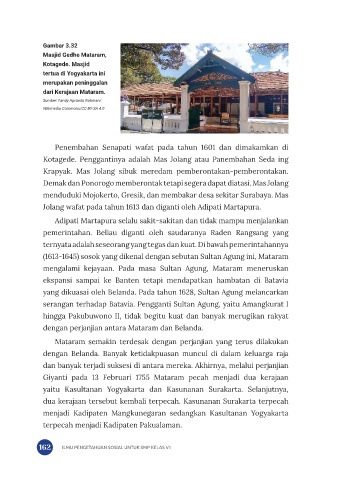 Gambar 3.32
Masjid Gedhe Mataram,
Kotagede. Masjid
tertua di Yogyakarta ini
merupakan peninggalan
dari Kerajaan Mataram.
Sumber: Yandy Aprianto Rohman/
Wikimedia Commons/CC BY-SA 4.0
Penembahan Senapati wafat pada tahun 1601 dan dimakamkan di
Kotagede. Penggantinya adalah Mas Jolang atau Panembahan Seda ing
Krapyak. Mas Jolang sibuk meredam pemberontakan-pemberontakan.
Demak dan Ponorogo memberontak tetapi segera dapat diatasi. Mas Jolang
menduduki Mojokerto, Gresik, dan membakar desa sekitar Surabaya. Mas
Jolang wafat pada tahun 1613 dan diganti oleh Adipati Martapura.
Adipati Martapura selalu sakit-sakitan dan tidak mampu menjalankan
pemerintahan. Beliau diganti oleh saudaranya Raden Rangsang yang
ternyata adalah seseorang yang tegas dan kuat. Di bawah pemerintahannya
(1613-1645) sosok yang dikenal dengan sebutan Sultan Agung ini, Mataram
mengalami kejayaan. Pada masa Sultan Agung, Mataram meneruskan
ekspansi sampai ke Banten tetapi mendapatkan hambatan di Batavia
yang dikuasai oleh Belanda. Pada tahun 1628, Sultan Agung melancarkan
serangan terhadap Batavia. Pengganti Sultan Agung, yaitu Amangkurat I
hingga Pakubuwono II, tidak begitu kuat dan banyak merugikan rakyat
dengan perjanjian antara Mataram dan Belanda.
Mataram semakin terdesak dengan perjanjian yang terus dilakukan
dengan Belanda. Banyak ketidakpuasan muncul di dalam keluarga raja
dan banyak terjadi suksesi di antara mereka. Akhirnya, melalui perjanjian
Giyanti pada 13 Februari 1755 Mataram pecah menjadi dua kerajaan
yaitu Kasultanan Yogyakarta dan Kasunanan Surakarta. Selanjutnya,
dua kerajaan tersebut kembali terpecah. Kasunanan Surakarta terpecah
menjadi Kadipaten Mangkunegaran sedangkan Kasultanan Yogyakarta
terpecah menjadi Kadipaten Pakualaman.
162 ILMU PENGETAHUAN SOSIAL UNTUK SMP KELAS VII